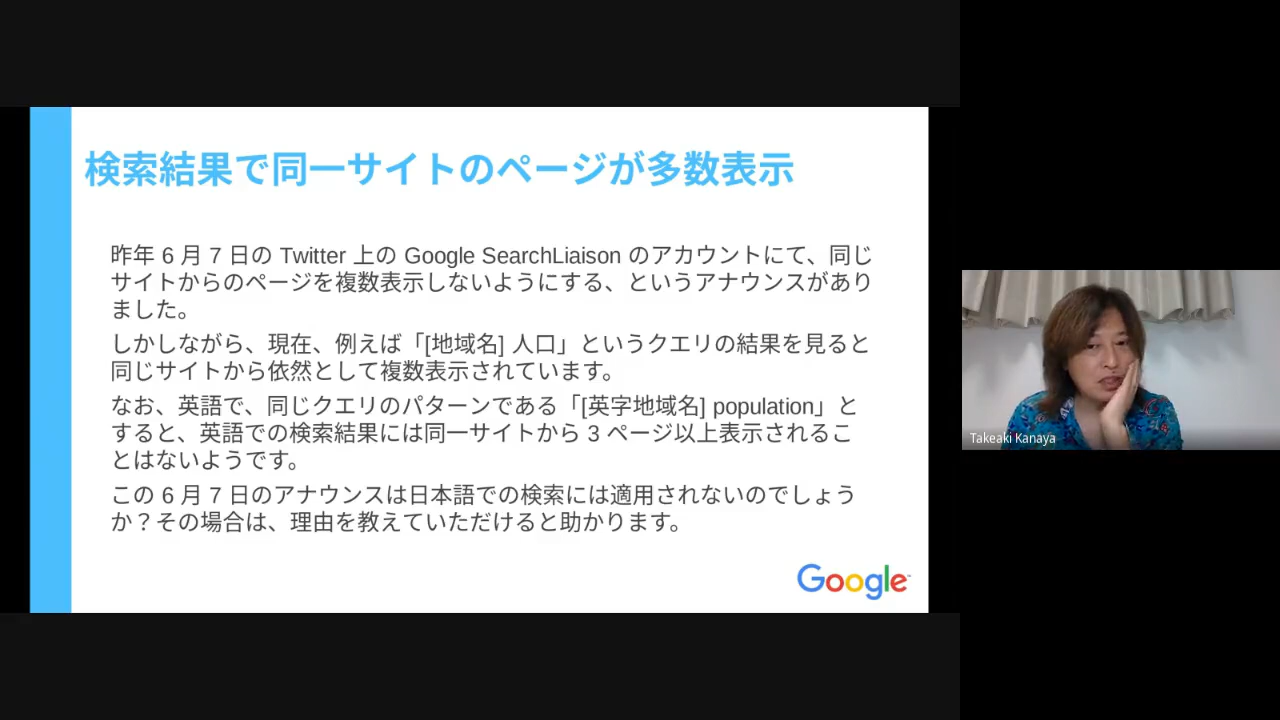 検索結果で同一サイトのページが多数表示
昨年 6 月 7 日の Twitter 上の Google SearchLiaison のアカウントにて、同じ
サイトからのページを複数表示しないようにする、というアナウンスがあり
ました。
しかしながら、現在、例えば「[地域名] 人口」というクエリの結果を見ると
同じサイトから依然として複数表示されています。
なお、英語で、同じクエリのパターンである「[英字地域名] population」と
すると、英語での検索結果には同一サイトから 3 ページ以上表示されるこ
とはないようです。
この 6 月 7 日のアナウンスは日本語での検索には適用されないのでしょう
か？その場合は、理由を教えていただけると助かります。
Google
Takeaki Kanaya